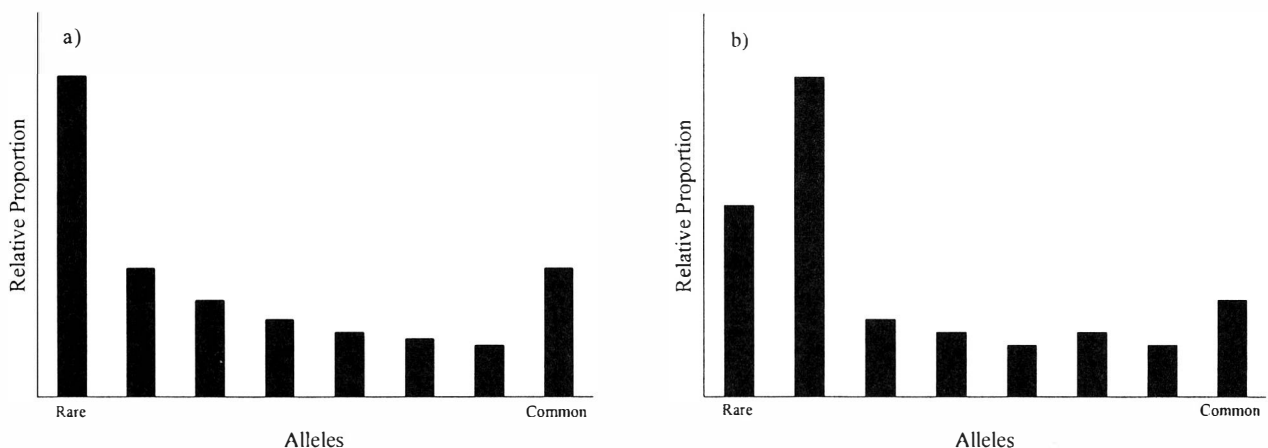 a)
Relative Proportion
Rare
Common
Alleles
b)
Relative Proportion
Rare
Common
Alleles